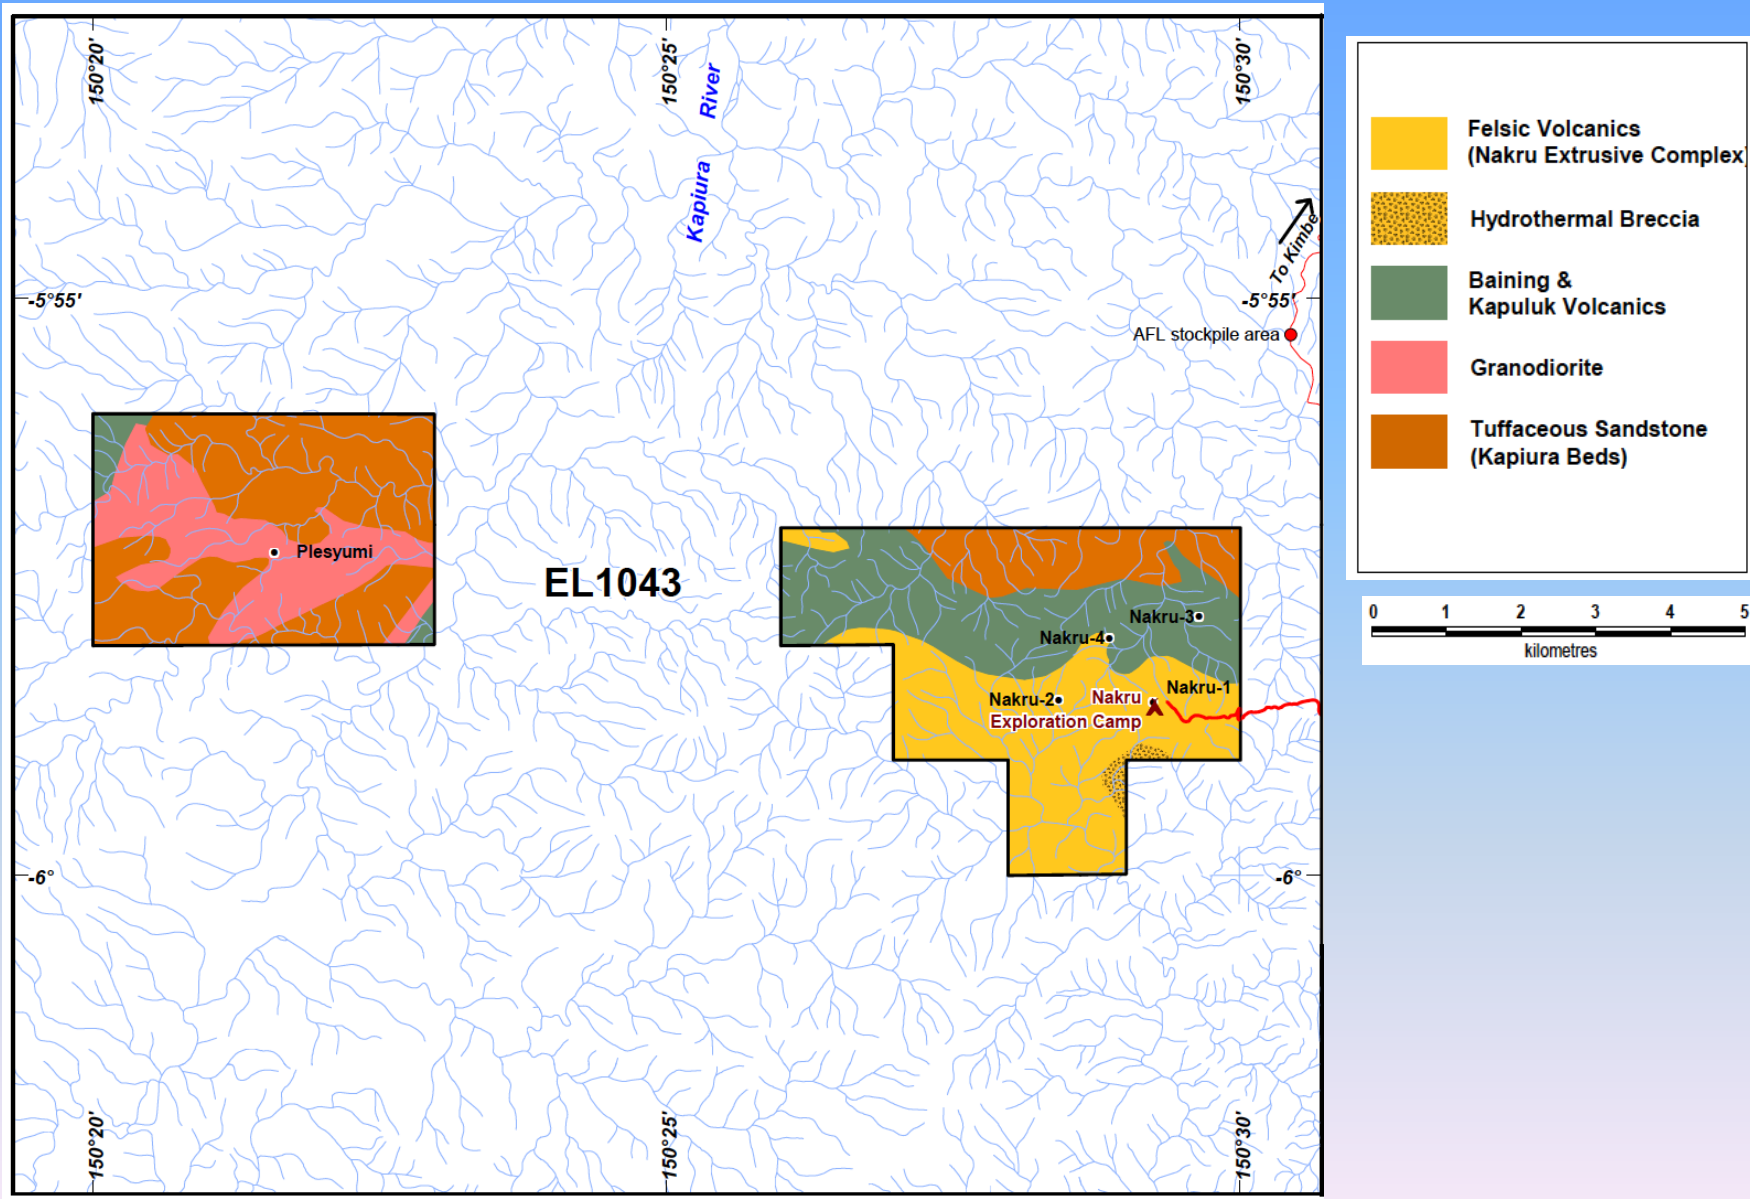 150°20'
150°25'
150°30'
Kapiura River
To Kimbe
-5°55'
-5°55'
AFL stockpile area
Plesyumi
EL1043
Nakru-3
Nakru-4
Nakru-1
Nakru-2
Nakru
Exploration Camp
-6°
-6°
150°20'
150°25'
150°30'
Felsic Volcanics
(Nakru Extrusive Complex)
Hydrothermal Breccia
Baining &
Kapuluk Volcanics
Granodiorite
Tuffaceous Sandstone
(Kapiura Beds)
0 1 2 3 4 5
kilometres